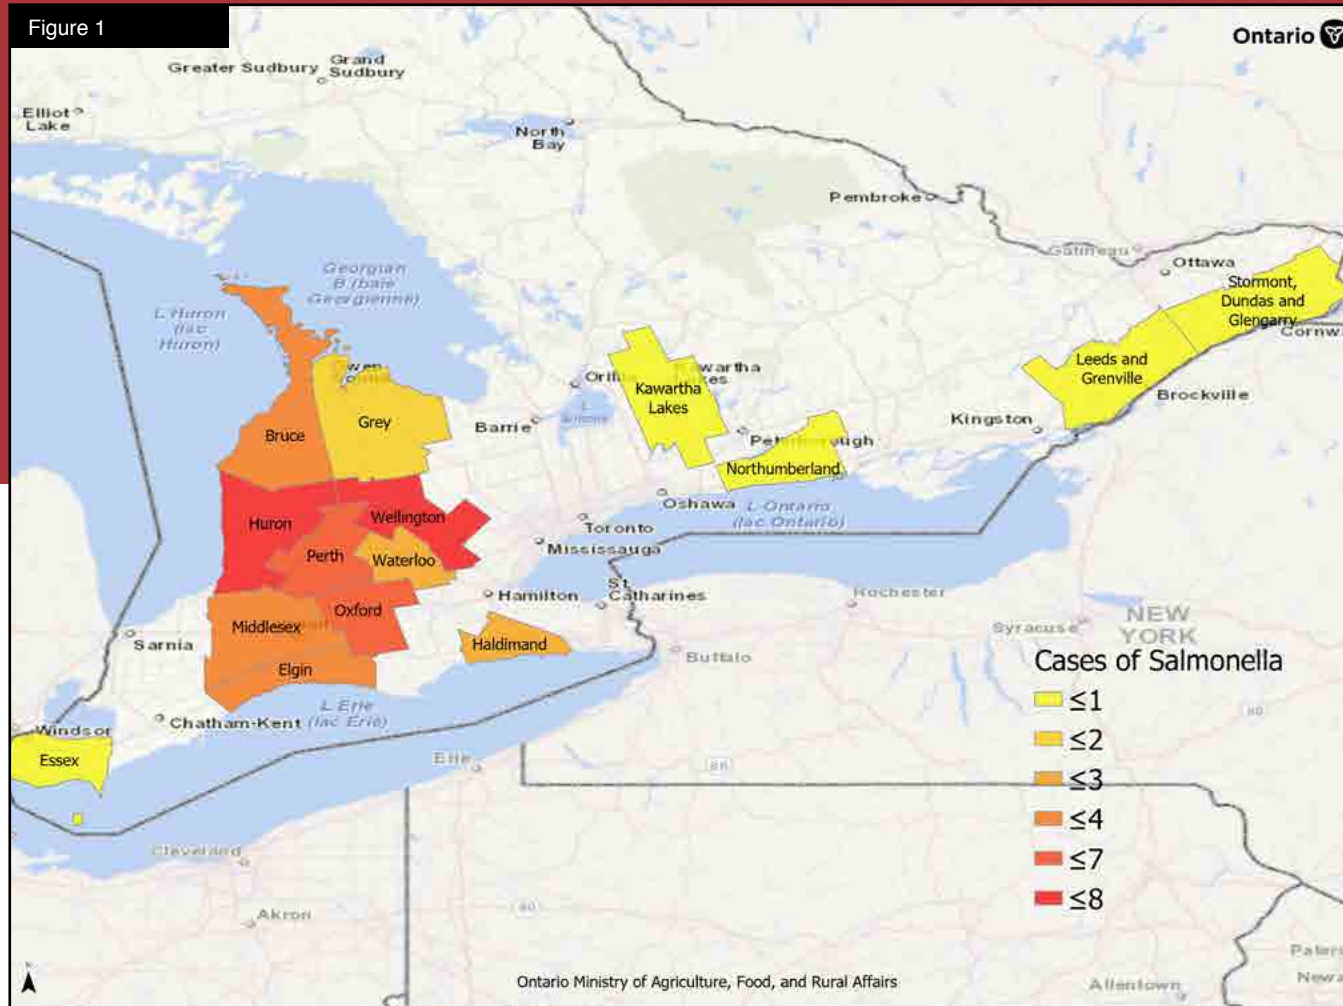 Figure 1
Ontario
Greater Sudbury
Grand
Sudbury
Elliot
Lake
North
Bay
Pembroke
Gatineau
Ottawa
Stormont,
Dundas and
Glengarry
Georgian
B (baie
Georgienne)
L Huron
(lac
Huron)
Leeds and
Grenville
Brockville
Kingston
Kawartha
Lakes
Barrie
Bruce
Grey
Northumberland
Oshawa
L Ontario
(lac Ontario)
Toronto
Mississauga
Huron
Wellington
Perth
Waterloo
Hamilton
St
Catharines
Rochester
Oxford
Middlesex
Haldimand
Syracuse
NEW
YORK
Sarnia
Buffalo
Elgin
L Erie
(lac Erie)
Chatham-Kent
Windsor
Essex
Erie
86
80
Cleveland
Akron
80
Cases of Salmonella
≤1
≤2
≤3
≤4
≤7
≤8
Ontario Ministry of Agriculture, Food, and Rural Affairs
Allentown